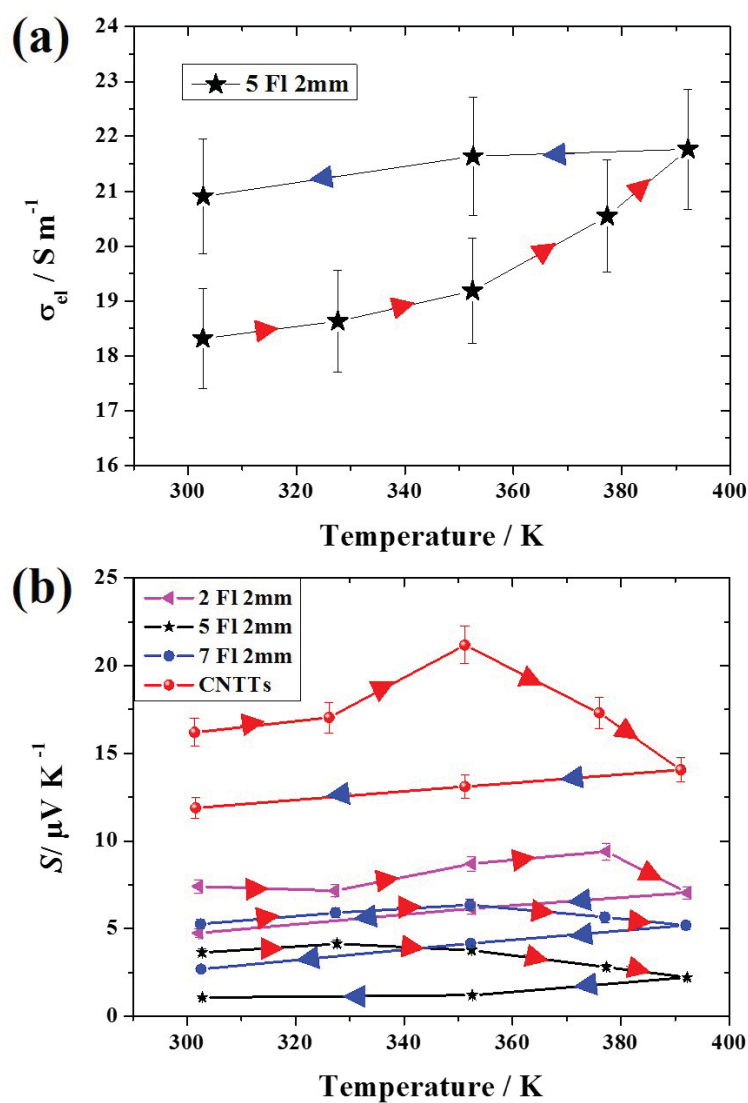 (a)
24
23
22
21
20
19
18
17
16
5 Fl 2mm
σel / S m-1
300 320 340 360 380 400
Temperature / K
(b)
25
20
15
10
5
0
2 Fl 2mm
5 Fl 2mm
7 Fl 2mm
CNTTs
S/ μV K-1
300 320 340 360 380 400
Temperature / K